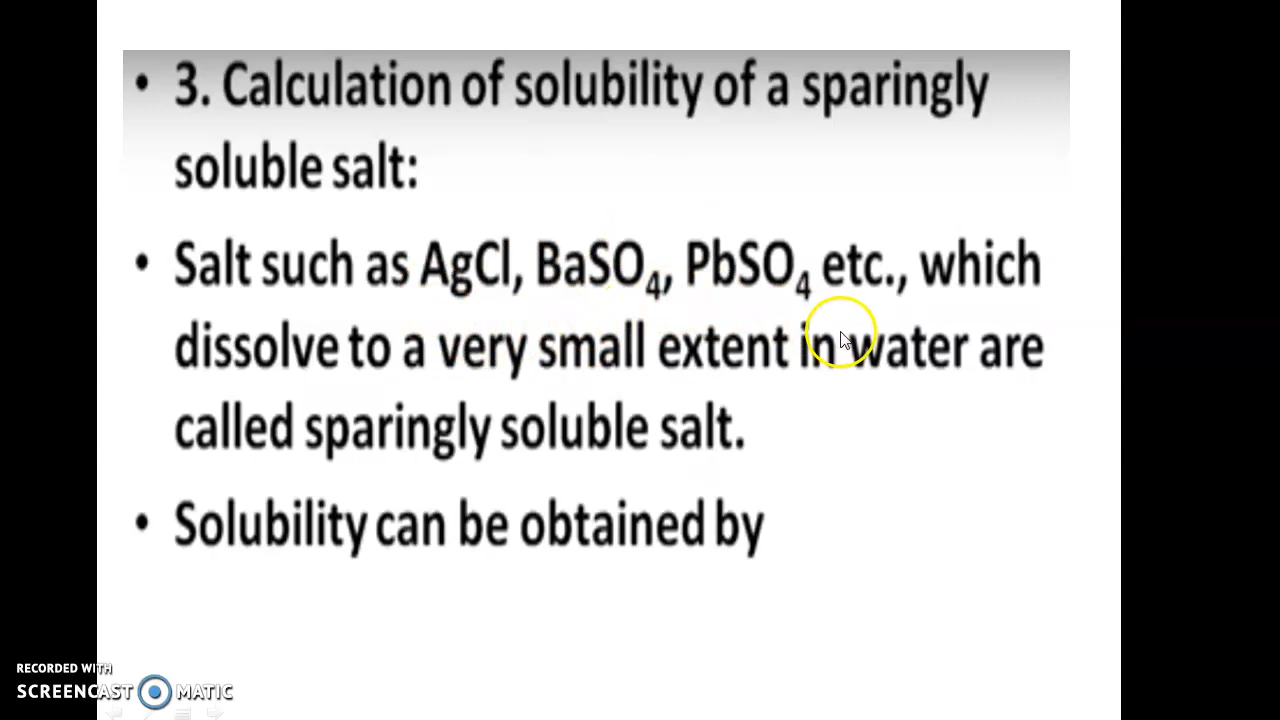 • 3. Calculation of solubility of a sparingly
soluble salt:
• Salt such as AgCl, BaSO₄, PbSO₄ etc., which
dissolve to a very small extent in water are
called sparingly soluble salt.
• Solubility can be obtained by
RECORDED WITH
SCREENCAST MATIC